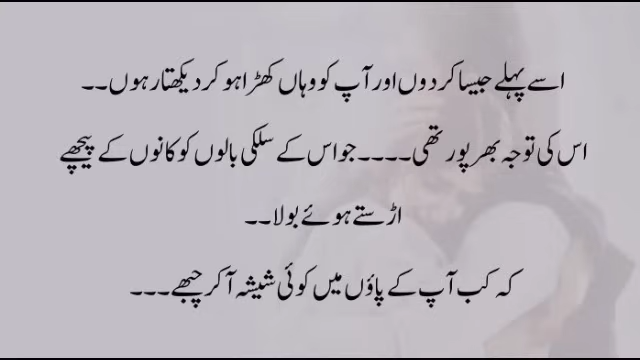 اسے پہلے جیسا کر دوں اور آپ کو وہاں کھڑا ہو کر دیکھتا رہوں۔۔
اس کی توجہ بھرپور تھی۔۔۔۔ جو اس کے سلکی بالوں کو کانوں کے پیچھے
اڑستے ہوئے بولا۔۔
کہ کب آپ کے پاؤں میں کوئی شیشہ آ کر چبھے۔۔۔